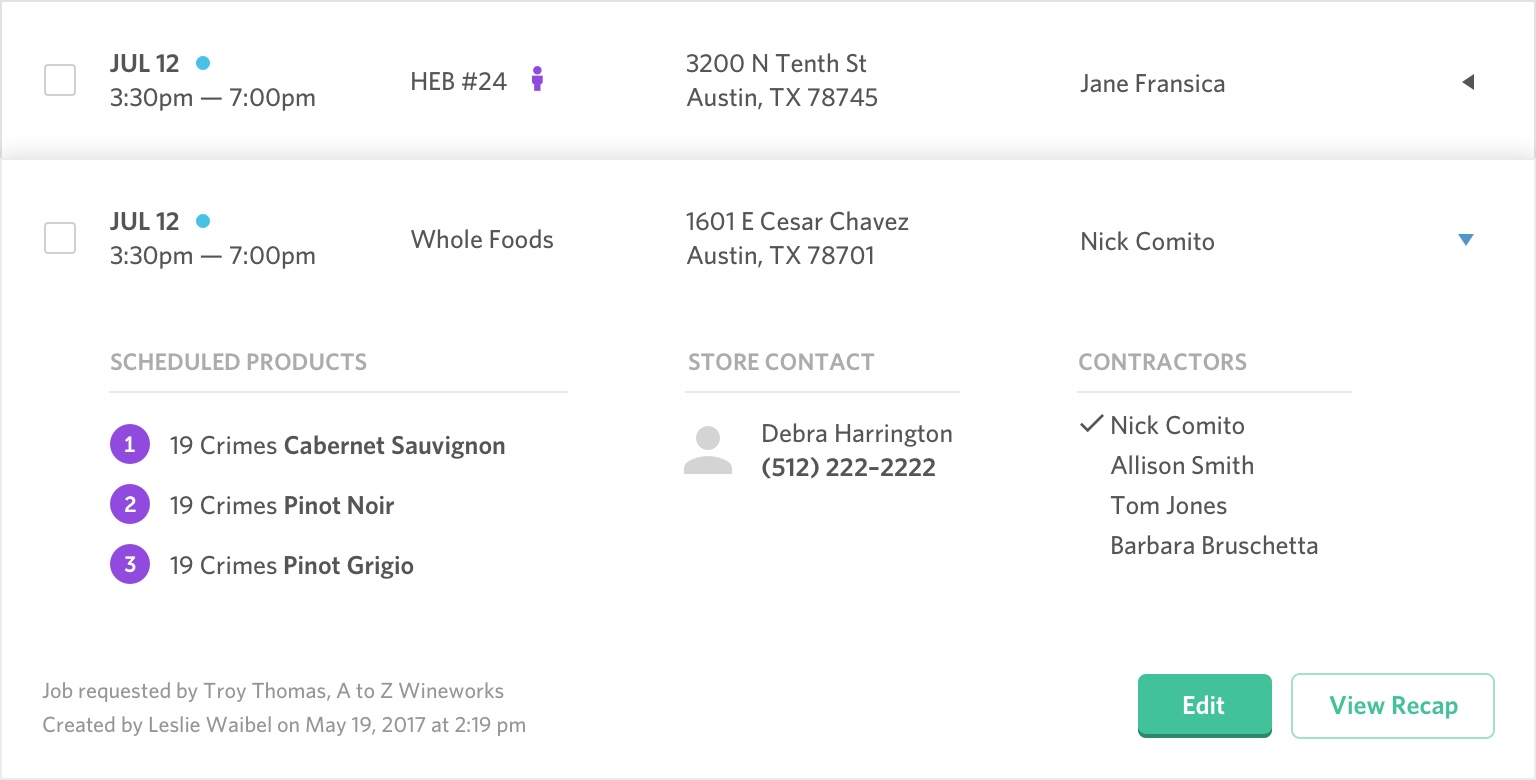 JUL 12
3:30pm — 7:00pm
HEB #24
3200 N Tenth St
Austin, TX 78745
Jane Fransica
JUL 12
3:30pm — 7:00pm
Whole Foods
1601 E Cesar Chavez
Austin, TX 78701
Nick Comito
SCHEDULED PRODUCTS
1 19 Crimes Cabernet Sauvignon
2 19 Crimes Pinot Noir
3 19 Crimes Pinot Grigio
STORE CONTACT
Debra Harrington
(512) 222–2222
CONTRACTORS
Nick Comito
Allison Smith
Tom Jones
Barbara Bruschetta
Job requested by Troy Thomas, A to Z Wineworks
Created by Leslie Waibel on May 19, 2017 at 2:19 pm
Edit
View Recap